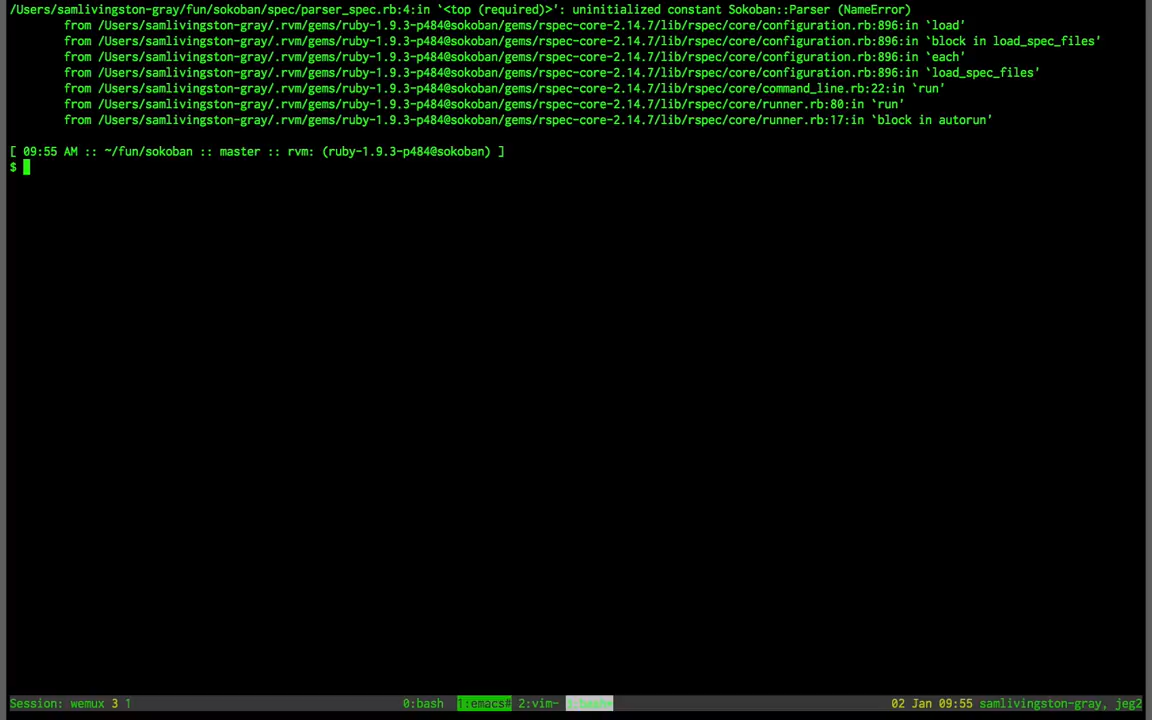 /Users/samlivingston-gray/fun/sokoban/spec/parser_spec.rb:4:in `<top (required)>': uninitialized constant Sokoban::Parser (NameError)
from /Users/samlivingston-gray/.rvm/gems/ruby-1.9.3-p484@sokoban/gems/rspec-core-2.14.7/lib/rspec/core/configuration.rb:896:in `load'
from /Users/samlivingston-gray/.rvm/gems/ruby-1.9.3-p484@sokoban/gems/rspec-core-2.14.7/lib/rspec/core/configuration.rb:896:in `block in load_spec_files'
from /Users/samlivingston-gray/.rvm/gems/ruby-1.9.3-p484@sokoban/gems/rspec-core-2.14.7/lib/rspec/core/configuration.rb:896:in `each'
from /Users/samlivingston-gray/.rvm/gems/ruby-1.9.3-p484@sokoban/gems/rspec-core-2.14.7/lib/rspec/core/configuration.rb:896:in `load_spec_files'
from /Users/samlivingston-gray/.rvm/gems/ruby-1.9.3-p484@sokoban/gems/rspec-core-2.14.7/lib/rspec/core/command_line.rb:22:in `run'
from /Users/samlivingston-gray/.rvm/gems/ruby-1.9.3-p484@sokoban/gems/rspec-core-2.14.7/lib/rspec/core/runner.rb:80:in `run'
from /Users/samlivingston-gray/.rvm/gems/ruby-1.9.3-p484@sokoban/gems/rspec-core-2.14.7/lib/rspec/core/runner.rb:17:in `block in autorun'
[ 09:55 AM :: ~/fun/sokoban :: master :: rvm: (ruby-1.9.3-p484@sokoban) ]
$
Session: wemux 3 1 0:bash 1:emacs# 2:vim- 02 Jan 09:55 samlivingston-gray, jeg2